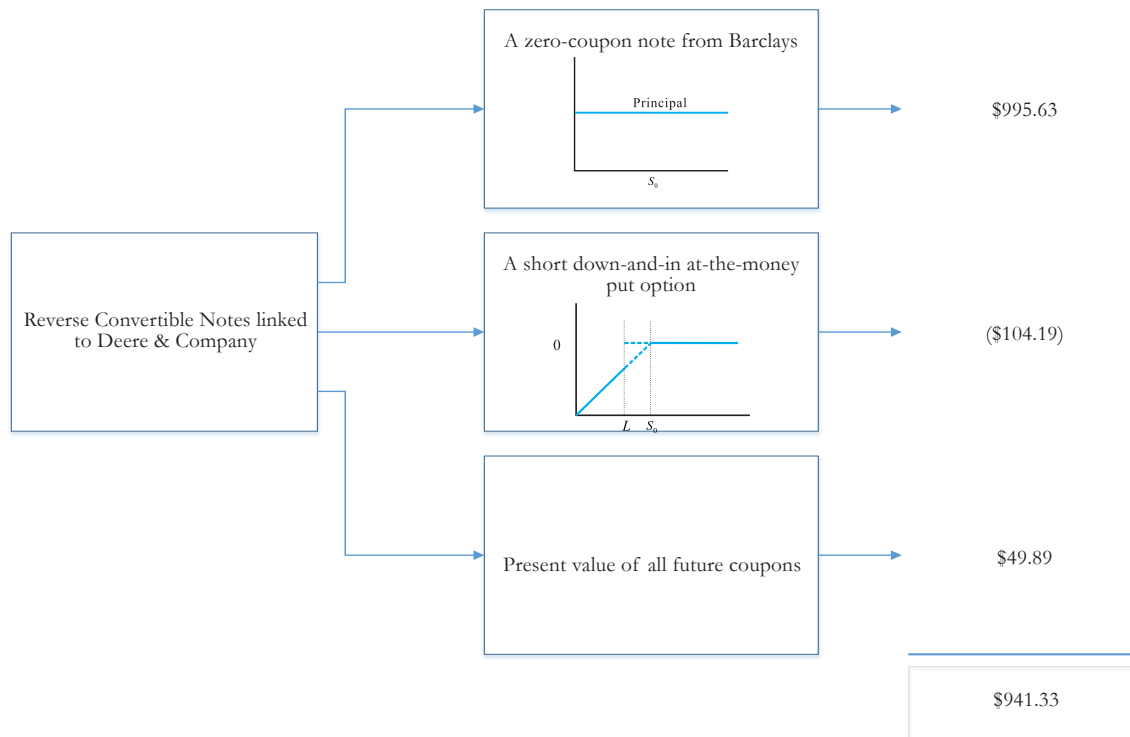 A zero-coupon note from Barclays
Principal
S₀
$995.63
Reverse Convertible Notes linked
to Deere & Company
A short down-and-in at-the-money
put option
0
L S₀
($104.19)
Present value of all future coupons
$49.89
$941.33